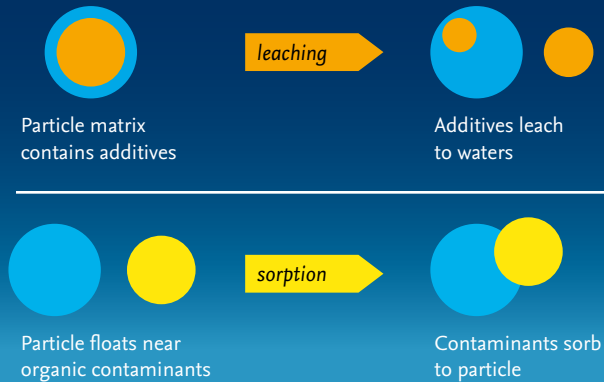 leaching
Particle matrix
contains additives
Additives leach
to waters
sorption
Particle floats near
organic contaminants
Contaminants sorb
to particle